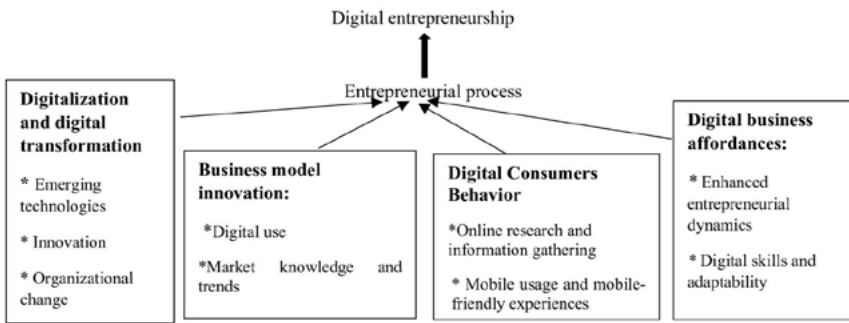 Digital entrepreneurship
Entrepreneurial process
Digitalization
and digital
transformation
* Emerging
technologies
* Innovation
* Organizational
change
Business model
innovation:
*Digital use
*Market knowledge and
trends
Digital Consumers
Behavior
*Online research and
information gathering
* Mobile usage and mobile-
friendly experiences
Digital business
affordances:
* Enhanced
entrepreneurial
dynamics
* Digital skills and
adaptability